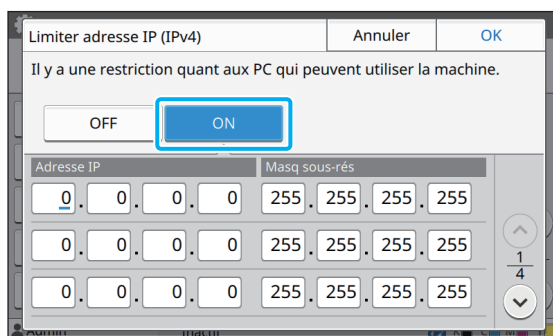 Limiter adresse IP (IPv4) Annuler OK
Il y a une restriction quant aux PC qui peuvent utiliser la machine.
OFF ON
Adresse IP Masq sous-rés
0. 0. 0. 0 255. 255. 255. 255
0. 0. 0. 0 255. 255. 255. 255
1
4
0. 0. 0. 0 255. 255. 255. 255
Admin Inactif